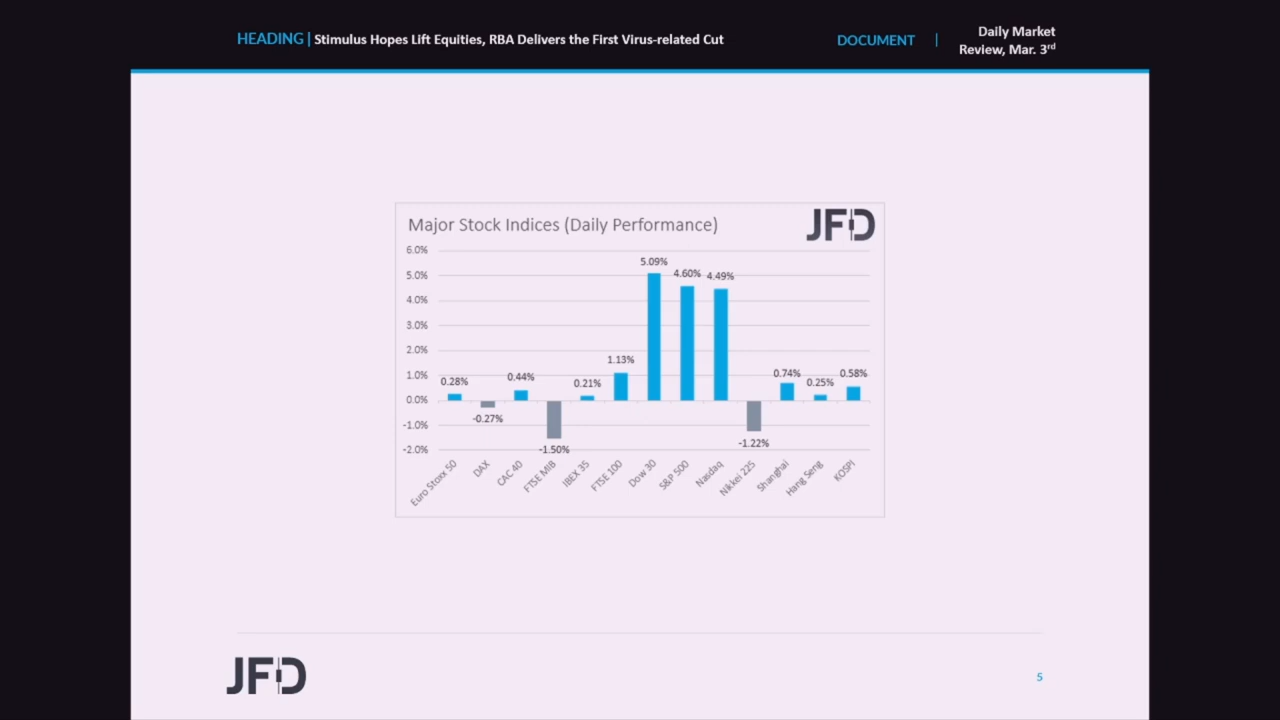 HEADING | Stimulus Hopes Lift Equities, RBA Delivers the First Virus-related Cut
DOCUMENT |
Daily Market
Review, Mar. 3rd
Major Stock Indices (Daily Performance)
JFD
6.0%
5.0%
4.0%
3.0%
2.0%
1.0%
0.0%
-1.0%
-2.0%
0.28%
-0.27%
0.44%
-1.50%
0.21%
1.13%
5.09%
4.60%
4.49%
-1.22%
0.74%
0.25%
0.58%
Euro Stoxx 50
DAX
CAC 40
FTSE MIB
IBEX 35
FTSE 100
Dow 30
S&P 500
Nasdaq
Nikkei 225
Shanghai
Hang Seng
KOSPI
JFD
5